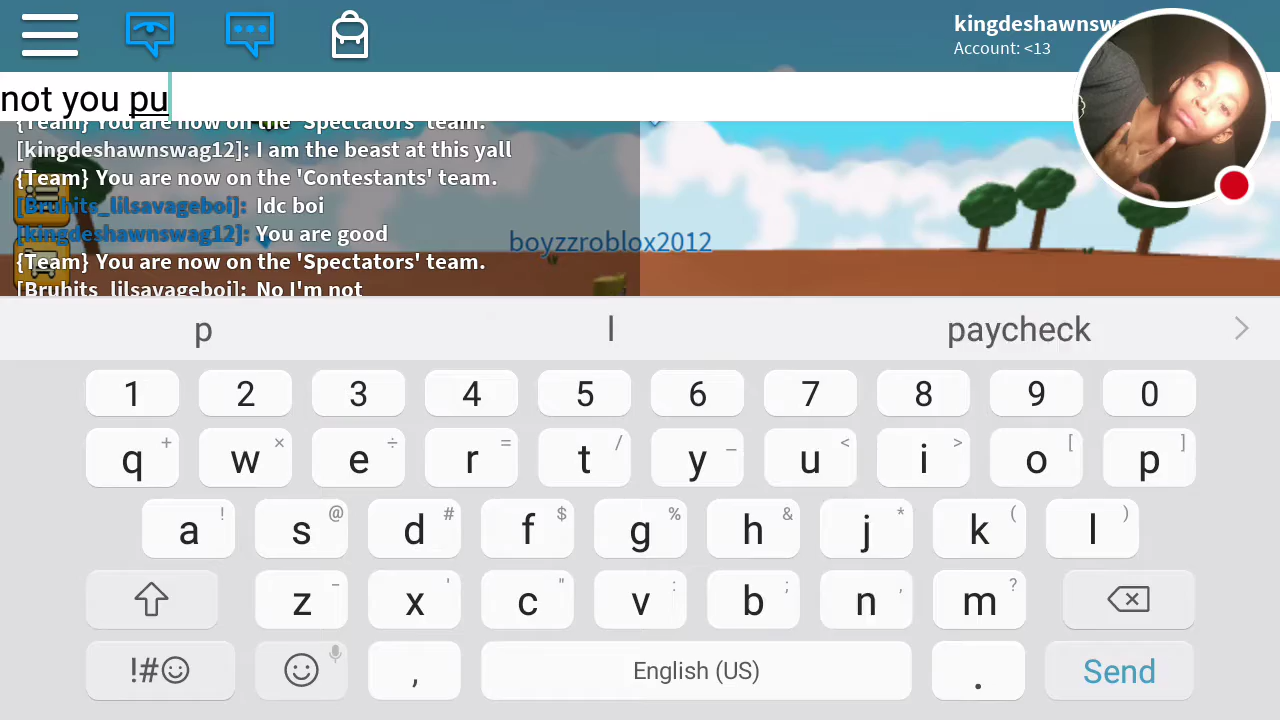 kingdeshawnsw
Account: <13
not you pu
{Team} You are now on the 'Spectators' team.
[kingdeshawnswag12]: I am the beast at this yall
{Team} You are now on the 'Contestants' team.
[Bruhits_lilsavageboi]: Idc boi
[kingdeshawnswag12]: You are good
{Team} You are now on the 'Spectators' team.
[Bruhits_lilsavageboi]: No I'm not
boyzzroblox2012
p l paycheck
1 2 3 4 5 6 7 8 9 0
q + w × e ÷ r = t / y _ u < i > o [ p ]
a ! s @ d # f $ g % h & j * k ( l )
z - x ' c " v : b ; n , m ?
!#☺ , English (US) . Send